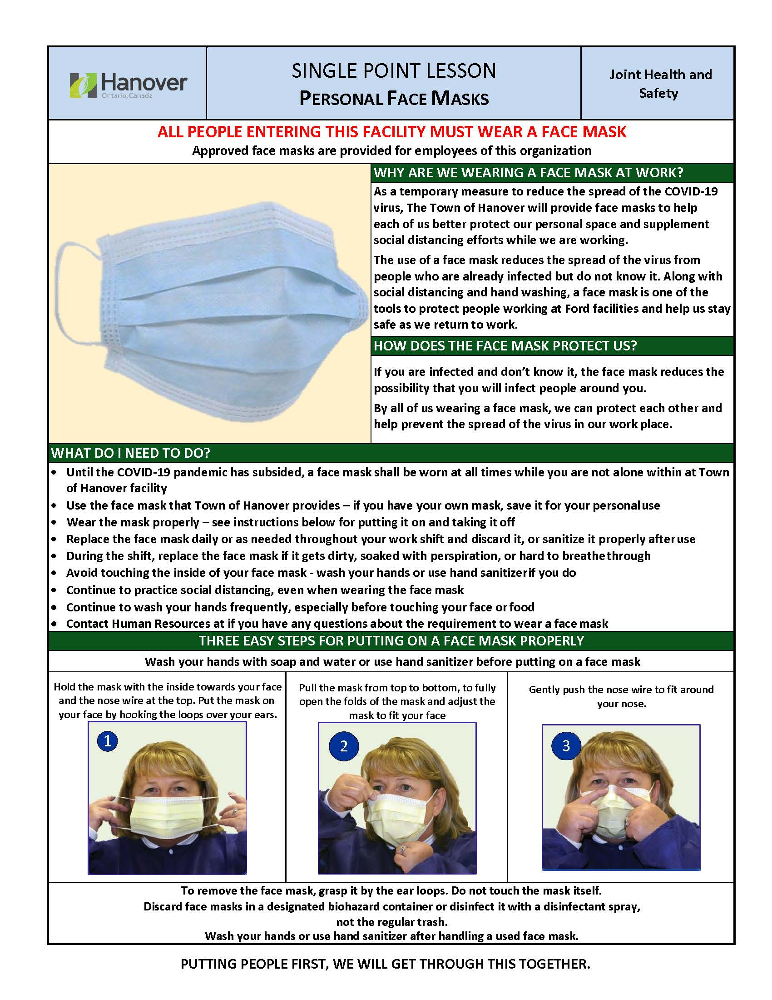 Hanover
Ontario, Canada
SINGLE POINT LESSON
PERSONAL FACE MASKS
Joint Health and
Safety
ALL PEOPLE ENTERING THIS FACILITY MUST WEAR A FACE MASK
Approved face masks are provided for employees of this organization
WHY ARE WE WEARING A FACE MASK AT WORK?
As a temporary measure to reduce the spread of the COVID-19
virus, The Town of Hanover will provide face masks to help
each of us better protect our personal space and supplement
social distancing efforts while we are working.
The use of a face mask reduces the spread of the virus from
people who are already infected but do not know it. Along with
social distancing and hand washing, a face mask is one of the
tools to protect people working at Ford facilities and help us stay
safe as we return to work.
HOW DOES THE FACE MASK PROTECT US?
If you are infected and don’t know it, the face mask reduces the
possibility that you will infect people around you.
By all of us wearing a face mask, we can protect each other and
help prevent the spread of the virus in our work place.
WHAT DO I NEED TO DO?
• Until the COVID-19 pandemic has subsided, a face mask shall be worn at all times while you are not alone within at Town
of Hanover facility
• Use the face mask that Town of Hanover provides – if you have your own mask, save it for your personal use
• Wear the mask properly – see instructions below for putting it on and taking it off
• Replace the face mask daily or as needed throughout your work shift and discard it, or sanitize it properly after use
• During the shift, replace the face mask if it gets dirty, soaked with perspiration, or hard to breathe through
• Avoid touching the inside of your face mask - wash your hands or use hand sanitizer if you do
• Continue to practice social distancing, even when wearing the face mask
• Continue to wash your hands frequently, especially before touching your face or food
• Contact Human Resources at if you have any questions about the requirement to wear a face mask
THREE EASY STEPS FOR PUTTING ON A FACE MASK PROPERLY
Wash your hands with soap and water or use hand sanitizer before putting on a face mask
Hold the mask with the inside towards your face
and the nose wire at the top. Put the mask on
your face by hooking the loops over your ears.
1
Pull the mask from top to bottom, to fully
open the folds of the mask and adjust the
mask to fit your face
2
Gently push the nose wire to fit around
your nose.
3
To remove the face mask, grasp it by the ear loops. Do not touch the mask itself.
Discard face masks in a designated biohazard container or disinfect it with a disinfectant spray,
not the regular trash.
Wash your hands or use hand sanitizer after handling a used face mask.
PUTTING PEOPLE FIRST, WE WILL GET THROUGH THIS TOGETHER.